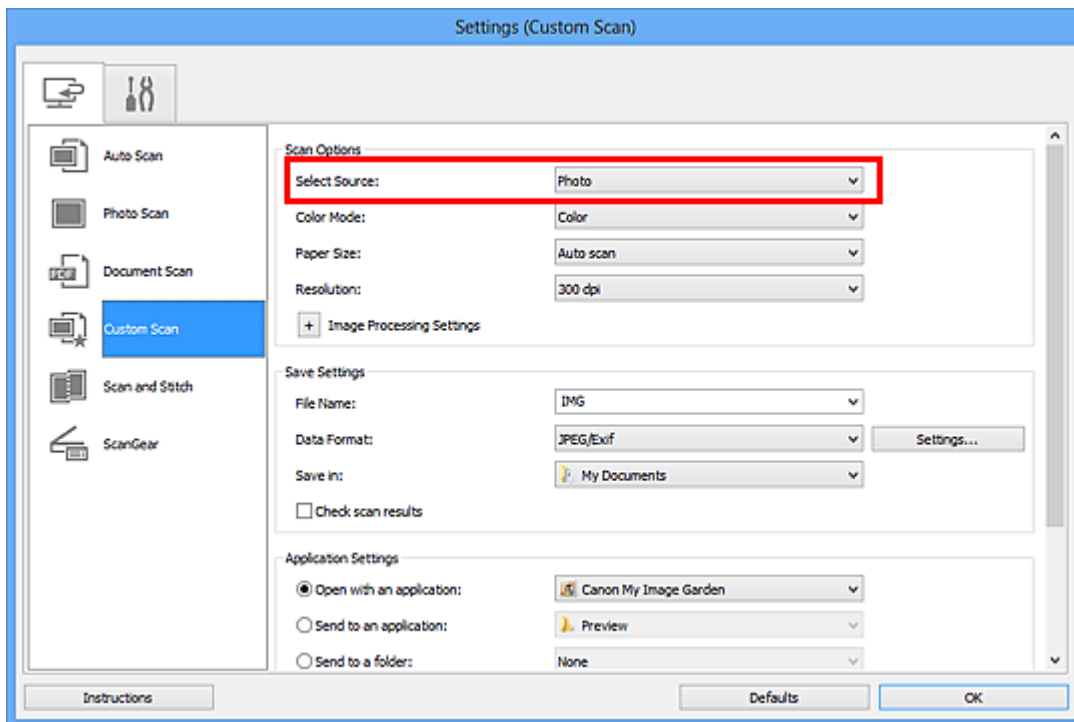 Settings (Custom Scan)
Auto Scan
Photo Scan
Document Scan
Custom Scan
Scan and Stitch
ScanGear
Scan Options
Select Source: Photo
Color Mode: Color
Paper Size: Auto scan
Resolution: 300 dpi
+ Image Processing Settings
Save Settings
File Name: IMG
Data Format: JPEG/Exif Settings...
Save in: My Documents
Check scan results
Application Settings
Open with an application: Canon My Image Garden
Send to an application: Preview
Send to a folder: None
Instructions Defaults OK